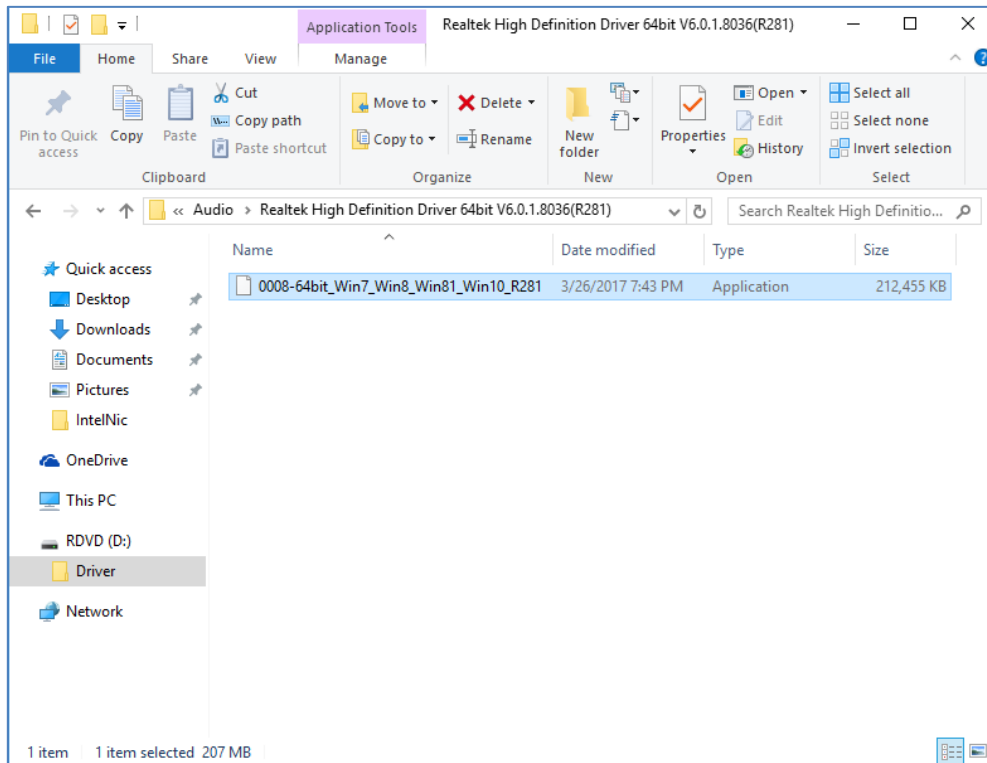 Application Tools Realtek High Definition Driver 64bit V6.0.1.8036(R281)
File Home Share View Manage
Pin to Quick access
Copy
Paste
Cut
Copy path
Paste shortcut
Clipboard
Move to
Copy to
Delete
Rename
Organize
New folder
New
Properties
Open
Edit
History
Open
Select all
Select none
Invert selection
Select
« Audio > Realtek High Definition Driver 64bit V6.0.1.8036(R281)
Search Realtek High Definitio...
Name Date modified Type Size
0008-64bit_Win7_Win8_Win81_Win10_R281 3/26/2017 7:43 PM Application 212,455 KB
Quick access
Desktop
Downloads
Documents
Pictures
IntelNic
OneDrive
This PC
RDVD (D:)
Driver
Network
1 item 1 item selected 207 MB